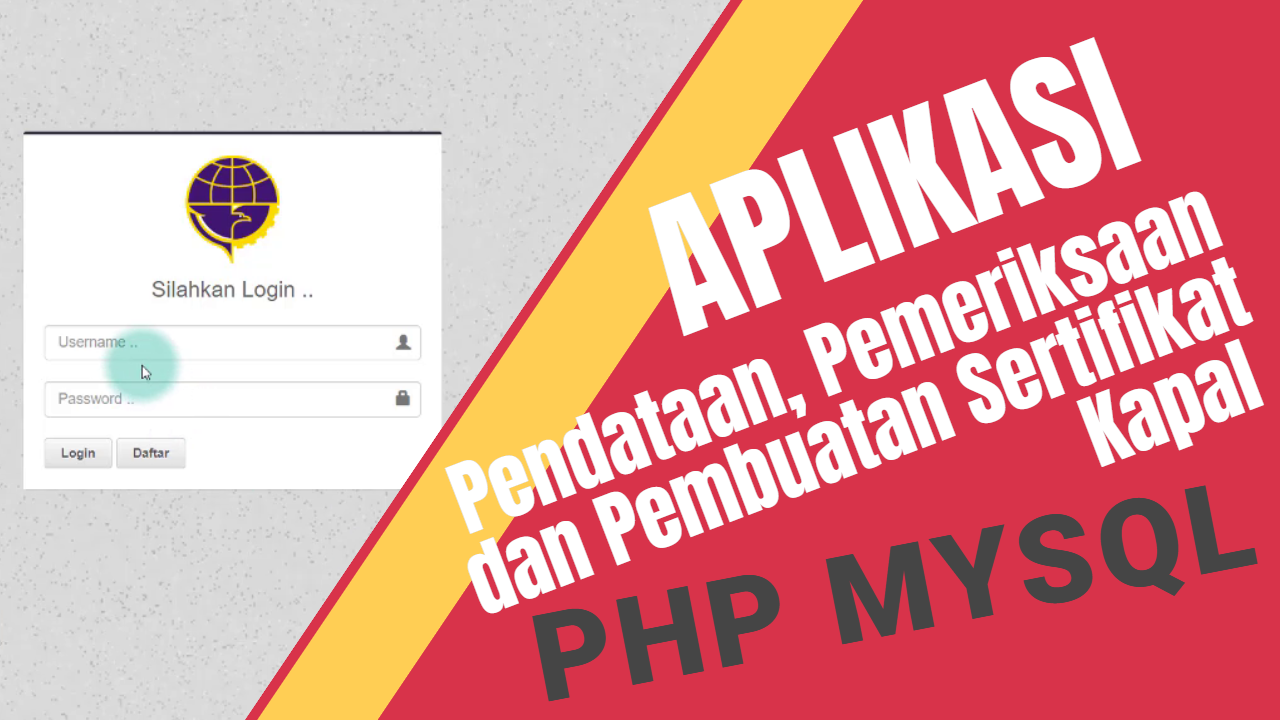 Silahkan Login ..
Username ..
Password ..
Login Daftar
APLIKASI
Pendataan, Pemeriksaan
dan Pembuatan Sertifikat
Kapal
PHP MYSQL